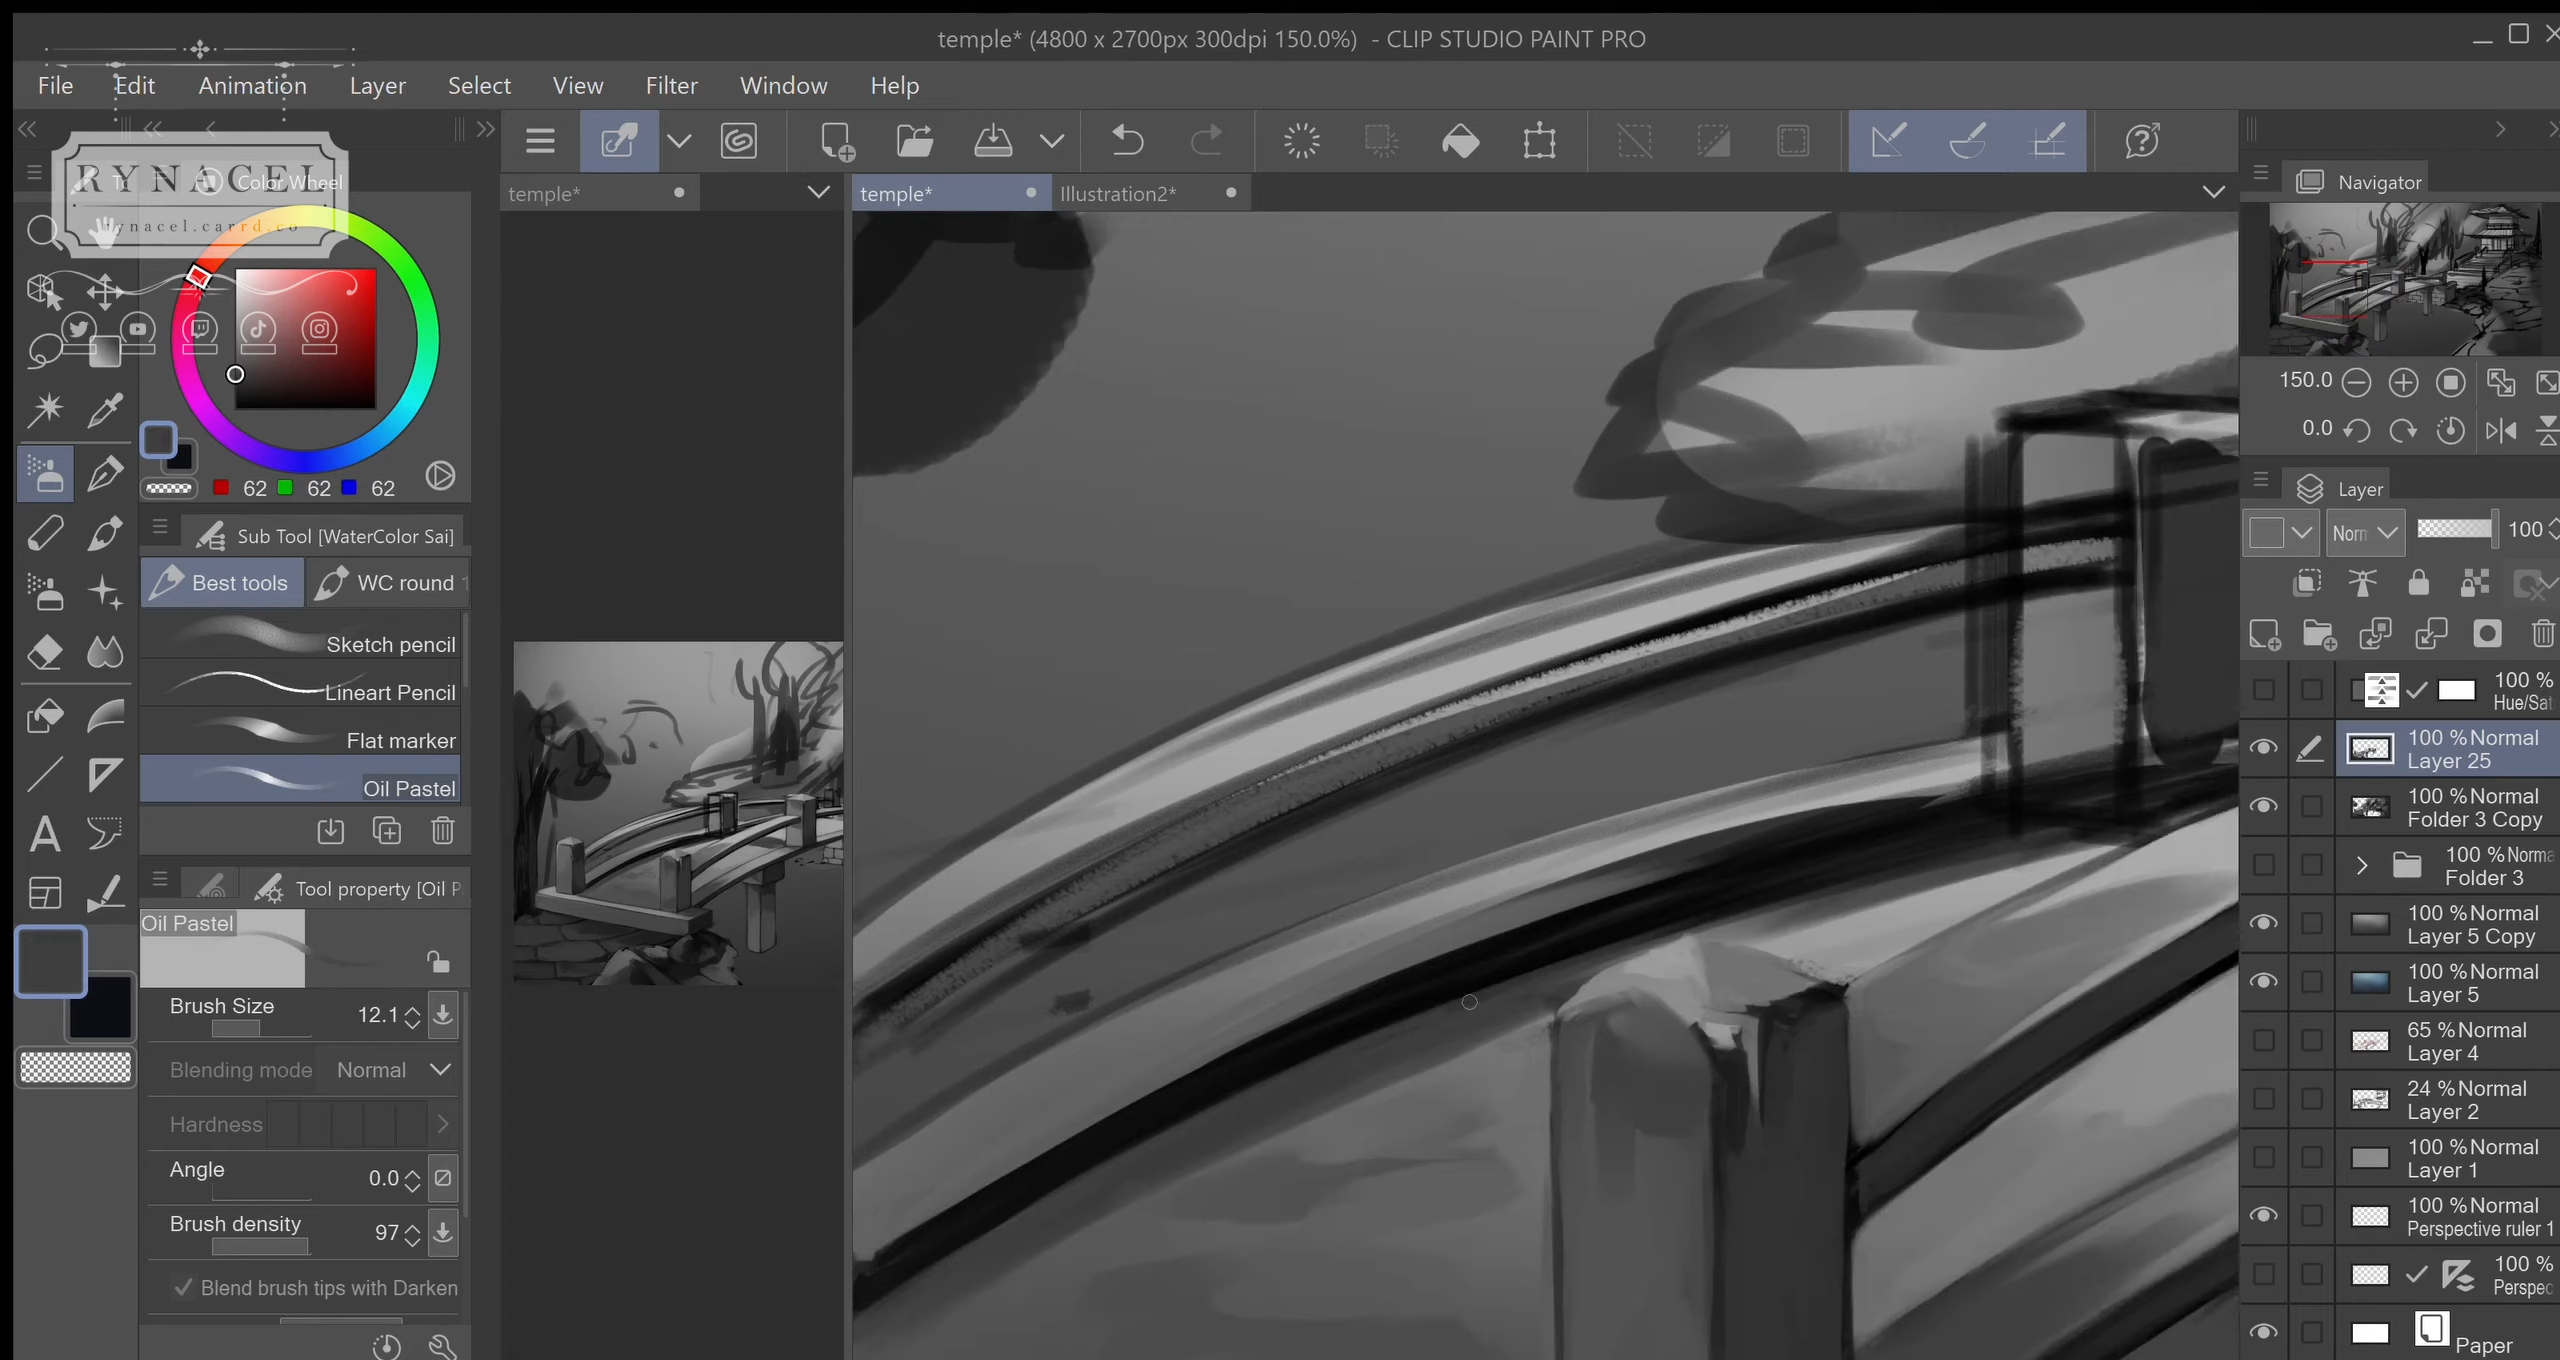 temple* (4800 x 2700px 300dpi 150.0%)  - CLIP STUDIO PAINT PRO
File Edit Animation Layer Select View Filter Window Help
RYNACEL
rynacel.carrd.co
Color Wheel
62 62 62
Sub Tool [WaterColor Sai]
Best tools WC round 1
Sketch pencil
Lineart Pencil
Flat marker
Oil Pastel
Tool property [Oil P
Oil Pastel
Brush Size 12.1
Blending mode Normal
Hardness
Angle 0.0
Brush density 97
Blend brush tips with Darken
temple*
temple* Illustration2*
Navigator
150.0
0.0
Layer
Norr 100
100 %
Hue/Sat
100 %Normal
Layer 25
100 %Normal
Folder 3 Copy
100 %Norma
Folder 3
100 %Normal
Layer 5 Copy
100 %Normal
Layer 5
65 %Normal
Layer 4
24 %Normal
Layer 2
100 %Normal
Layer 1
100 %Normal
Perspective ruler 1
100 %
Perspec
Paper